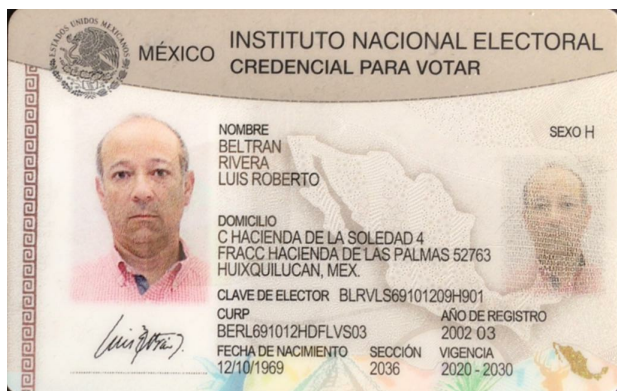 ESTADOS UNIDOS MEXICANOS
MÉXICO INSTITUTO NACIONAL ELECTORAL
CREDENCIAL PARA VOTAR
NOMBRE
SEXO H
BELTRAN
RIVERA
LUIS ROBERTO
DOMICILIO
C HACIENDA DE LA SOLEDAD 4
FRACC HACIENDA DE LAS PALMAS 52763
HUIXQUILUCAN, MEX.
CLAVE DE ELECTOR BLRVLS69101209H901
CURP AÑO DE REGISTRO
BERL691012HDFLVS03 2002 03
FECHA DE NACIMIENTO SECCIÓN VIGENCIA
12/10/1969 2036 2020 - 2030